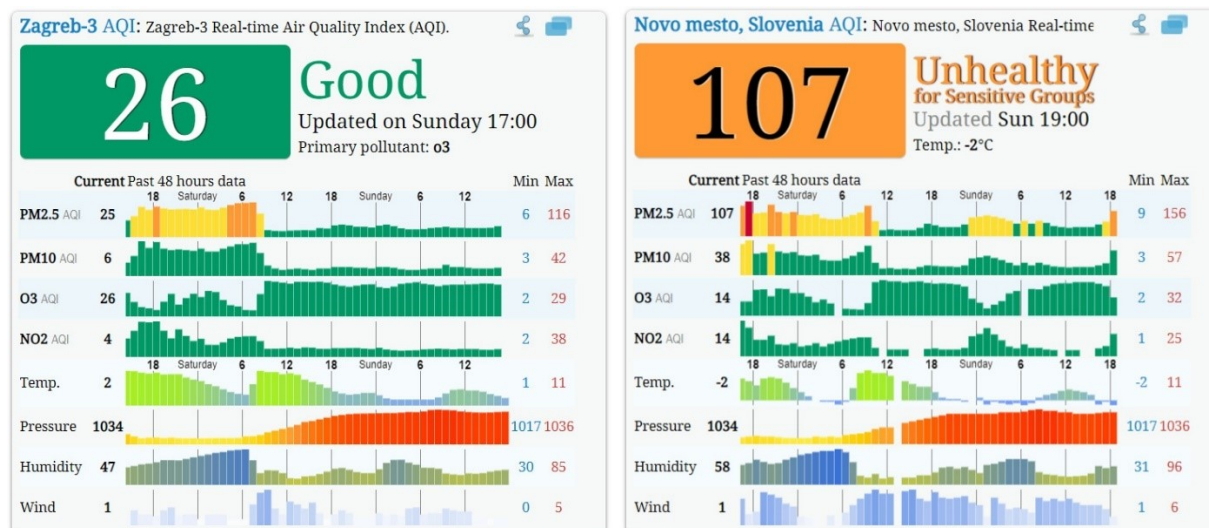 Zagreb-3 AQI: Zagreb-3 Real-time Air Quality Index (AQI).
26
Good
Updated on Sunday 17:00
Primary pollutant: o3
Current Past 48 hours data Min Max
18 Saturday 6 12 18 Sunday 6 12
PM2.5 AQI 25 6 116
PM10 AQI 6 3 42
O3 AQI 26 2 29
NO2 AQI 4 2 38
18 Saturday 6 12 18 Sunday 6 12
Temp. 2 1 11
Pressure 1034 1017 1036
Humidity 47 30 85
Wind 1 0 5
Novo mesto, Slovenia AQI: Novo mesto, Slovenia Real-time
107
Unhealthy
for Sensitive Groups
Updated Sun 19:00
Temp.: -2°C
Current Past 48 hours data Min Max
18 Saturday 6 12 18 Sunday 6 12 18
PM2.5 AQI 107 9 156
PM10 AQI 38 3 57
O3 AQI 14 2 32
NO2 AQI 14 1 25
18 Saturday 6 12 18 Sunday 6 12 18
Temp. -2 -2 11
Pressure 1034 1017 1036
Humidity 58 31 96
Wind 1 1 6